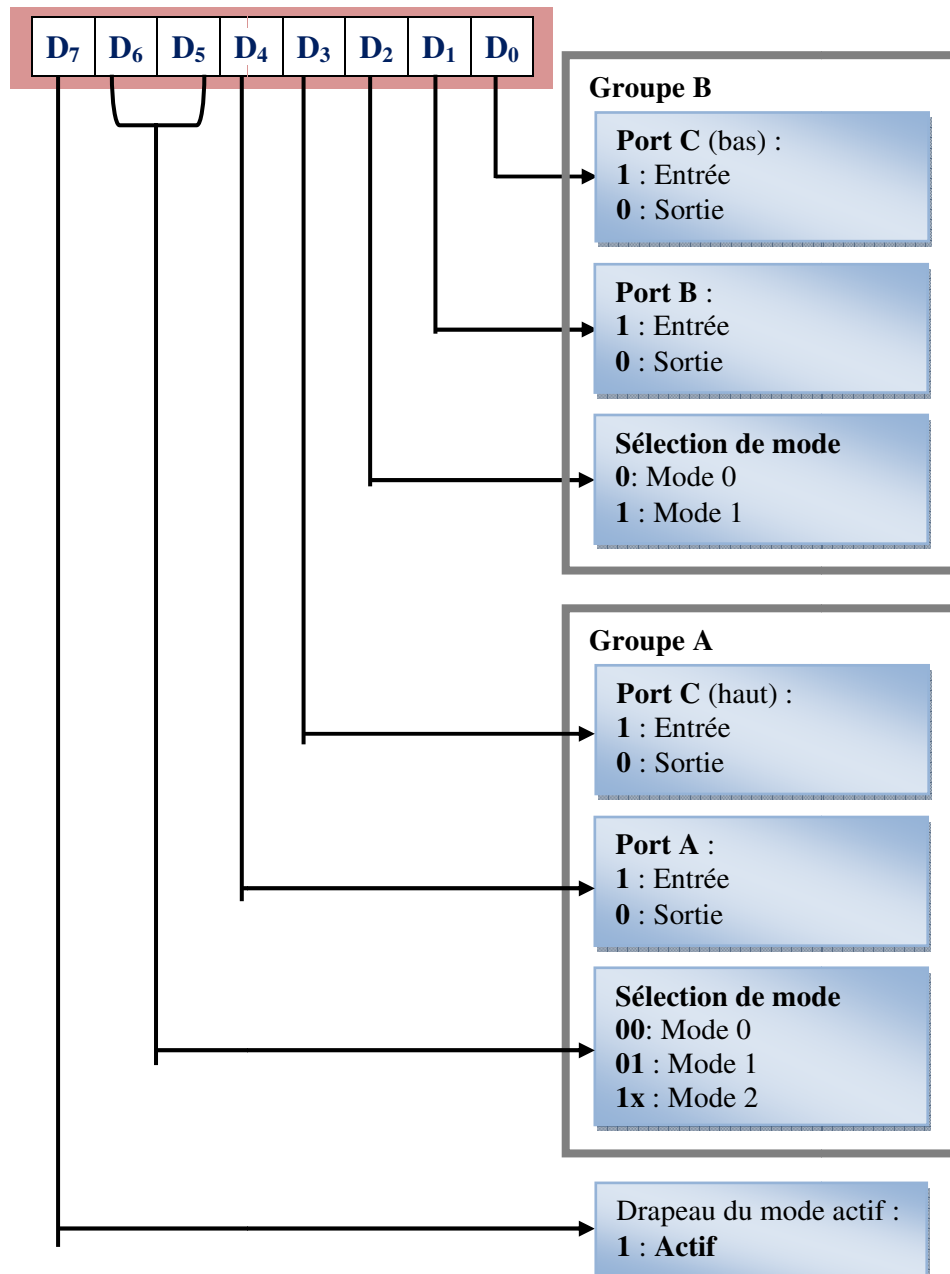 D₇ D₆ D₅ D₄ D₃ D₂ D₁ D₀
Groupe B
Port C (bas) :
1 : Entrée
0 : Sortie
Port B :
1 : Entrée
0 : Sortie
Sélection de mode
0: Mode 0
1 : Mode 1
Groupe A
Port C (haut) :
1 : Entrée
0 : Sortie
Port A :
1 : Entrée
0 : Sortie
Sélection de mode
00: Mode 0
01 : Mode 1
1x : Mode 2
Drapeau du mode actif :
1 : Actif